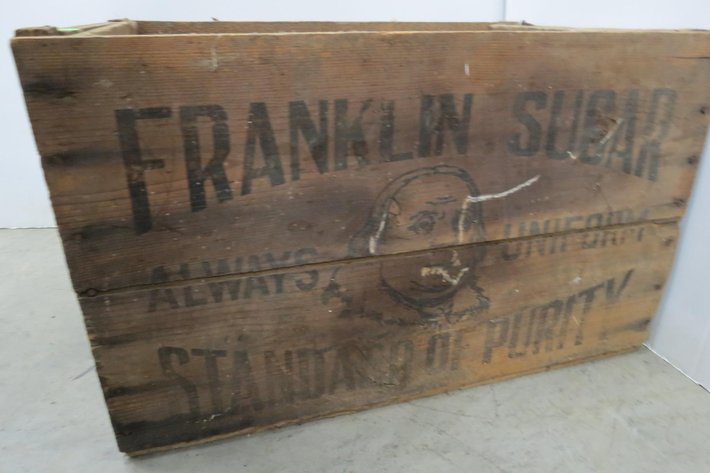 FRANKLIN SUGAR
ALWAYS UNIFORM
STANDARD OF PURITY